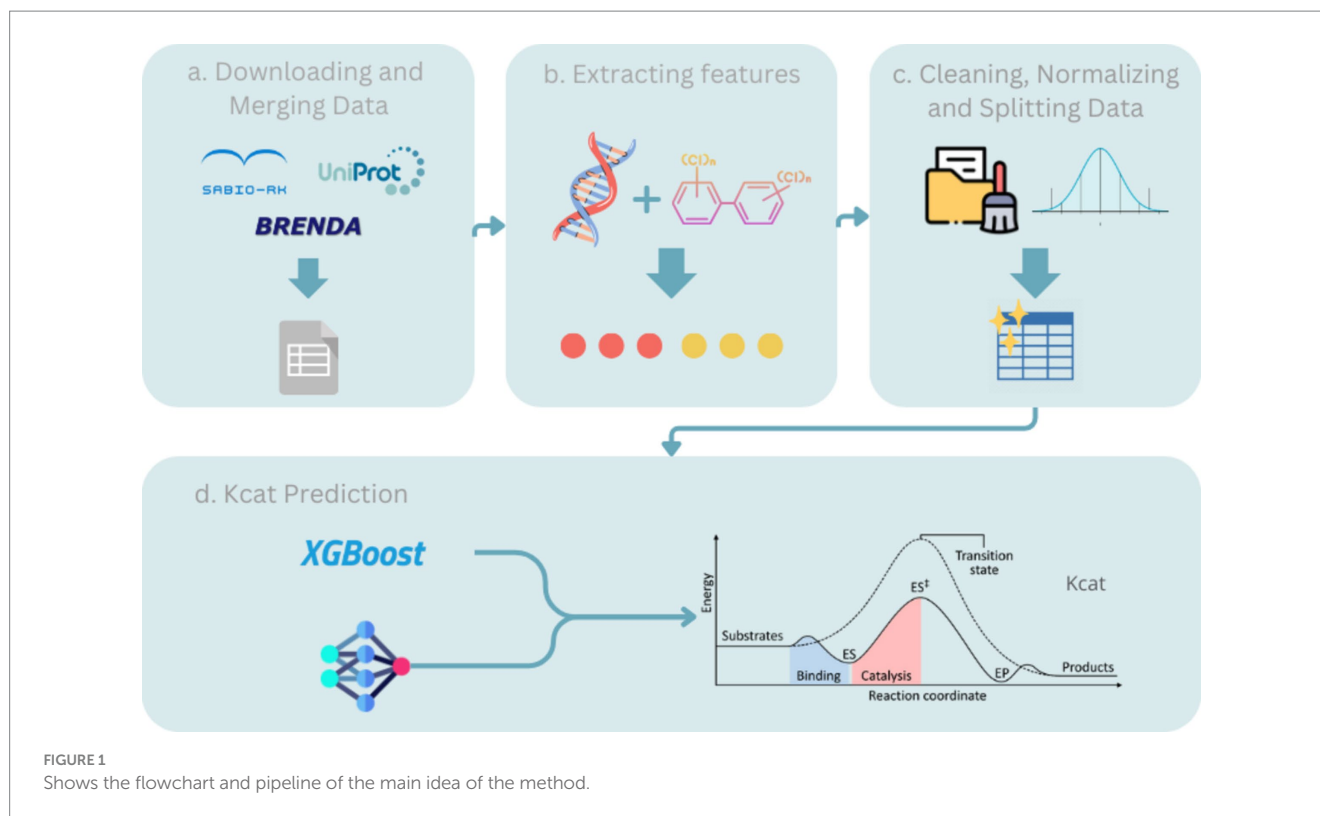 a. Downloading and
Merging Data
SABIO-RK
UniProt
BRENDA
b. Extracting features
(Cl)n
(Cl)n
c. Cleaning, Normalizing
and Splitting Data
d. Kcat Prediction
XGBoost
Energy
Substrates
Binding
ES
Catalysis
ES‡
Transition
state
EP
Products
Reaction coordinate
Kcat
FIGURE 1
Shows the flowchart and pipeline of the main idea of the method.